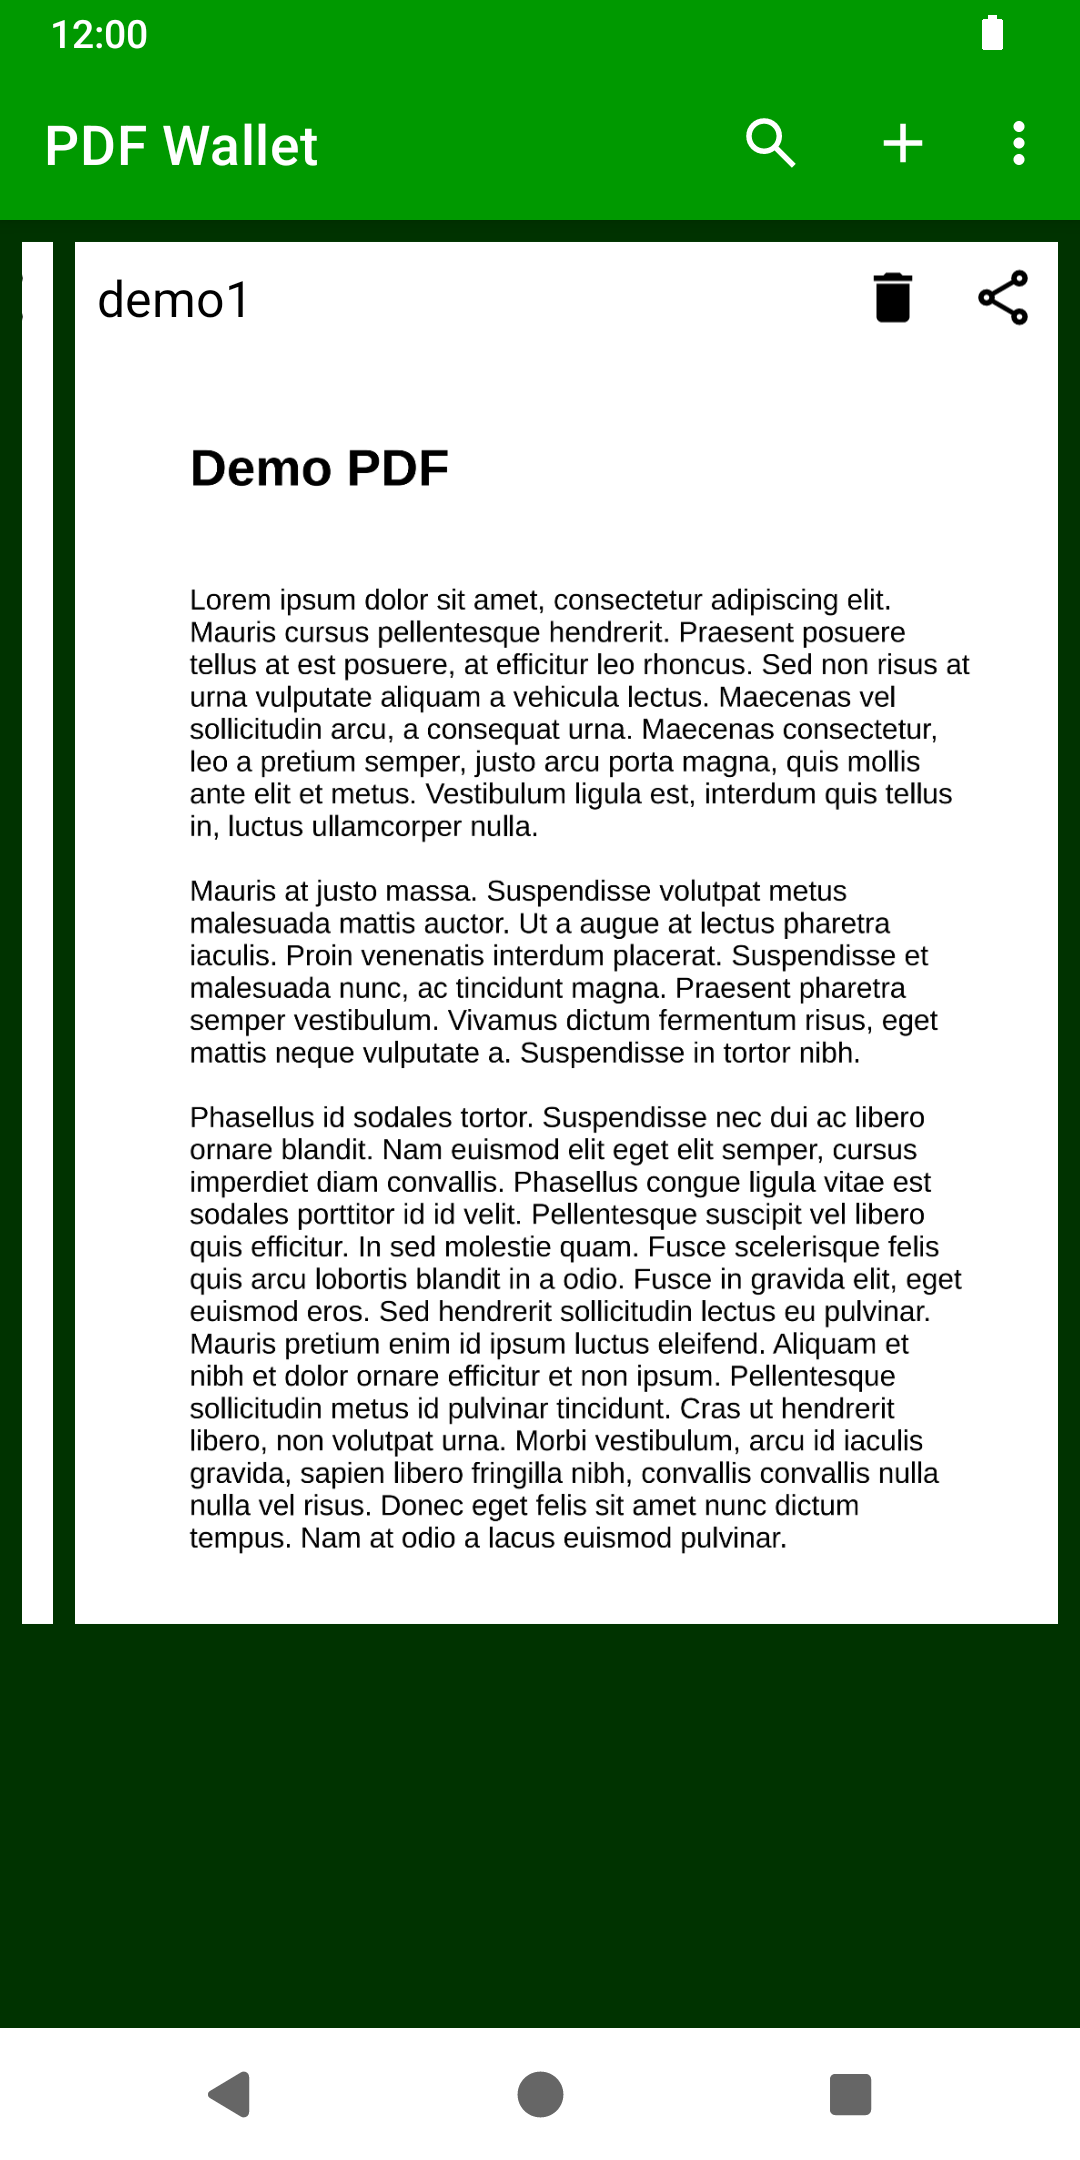 12:00
PDF Wallet
demo1
Demo PDF
Lorem ipsum dolor sit amet, consectetur adipiscing elit.
Mauris cursus pellentesque hendrerit. Praesent posuere
tellus at est posuere, at efficitur leo rhoncus. Sed non risus at
urna vulputate aliquam a vehicula lectus. Maecenas vel
sollicitudin arcu, a consequat urna. Maecenas consectetur,
leo a pretium semper, justo arcu porta magna, quis mollis
ante elit et metus. Vestibulum ligula est, interdum quis tellus
in, luctus ullamcorper nulla.
Mauris at justo massa. Suspendisse volutpat metus
malesuada mattis auctor. Ut a augue at lectus pharetra
iaculis. Proin venenatis interdum placerat. Suspendisse et
malesuada nunc, ac tincidunt magna. Praesent pharetra
semper vestibulum. Vivamus dictum fermentum risus, eget
mattis neque vulputate a. Suspendisse in tortor nibh.
Phasellus id sodales tortor. Suspendisse nec dui ac libero
ornare blandit. Nam euismod elit eget elit semper, cursus
imperdiet diam convallis. Phasellus congue ligula vitae est
sodales porttitor id id velit. Pellentesque suscipit vel libero
quis efficitur. In sed molestie quam. Fusce scelerisque felis
quis arcu lobortis blandit in a odio. Fusce in gravida elit, eget
euismod eros. Sed hendrerit sollicitudin lectus eu pulvinar.
Mauris pretium enim id ipsum luctus eleifend. Aliquam et
nibh et dolor ornare efficitur et non ipsum. Pellentesque
sollicitudin metus id pulvinar tincidunt. Cras ut hendrerit
libero, non volutpat urna. Morbi vestibulum, arcu id iaculis
gravida, sapien libero fringilla nibh, convallis convallis nulla
nulla vel risus. Donec eget felis sit amet nunc dictum
tempus. Nam at odio a lacus euismod pulvinar.